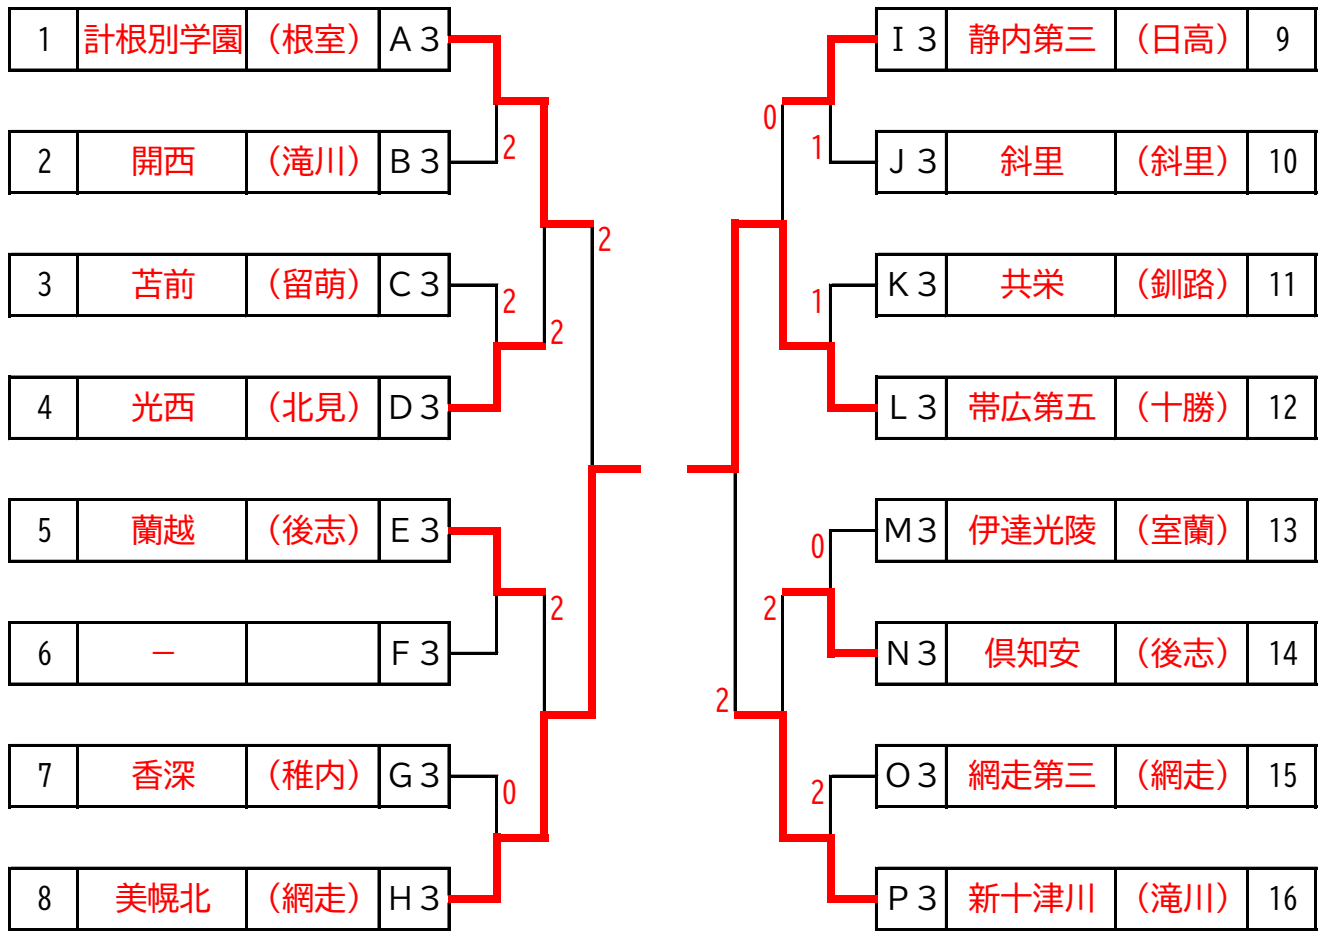 1 計根別学園 （根室） A3
2
2 開西 （滝川） B3
2
3 苫前 （留萌） C3
2
2
4 光西 （北見） D3
5 蘭越 （後志） E3
2
6 － F3
7 香深 （稚内） G3
0
8 美幌北 （網走） H3
I3 静内第三 （日高） 9
0
1
J3 斜里 （斜里） 10
K3 共栄 （釧路） 11
1
L3 帯広第五 （十勝） 12
M3 伊達光陵 （室蘭） 13
0
2
N3 倶知安 （後志） 14
2
O3 網走第三 （網走） 15
2
P3 新十津川 （滝川） 16